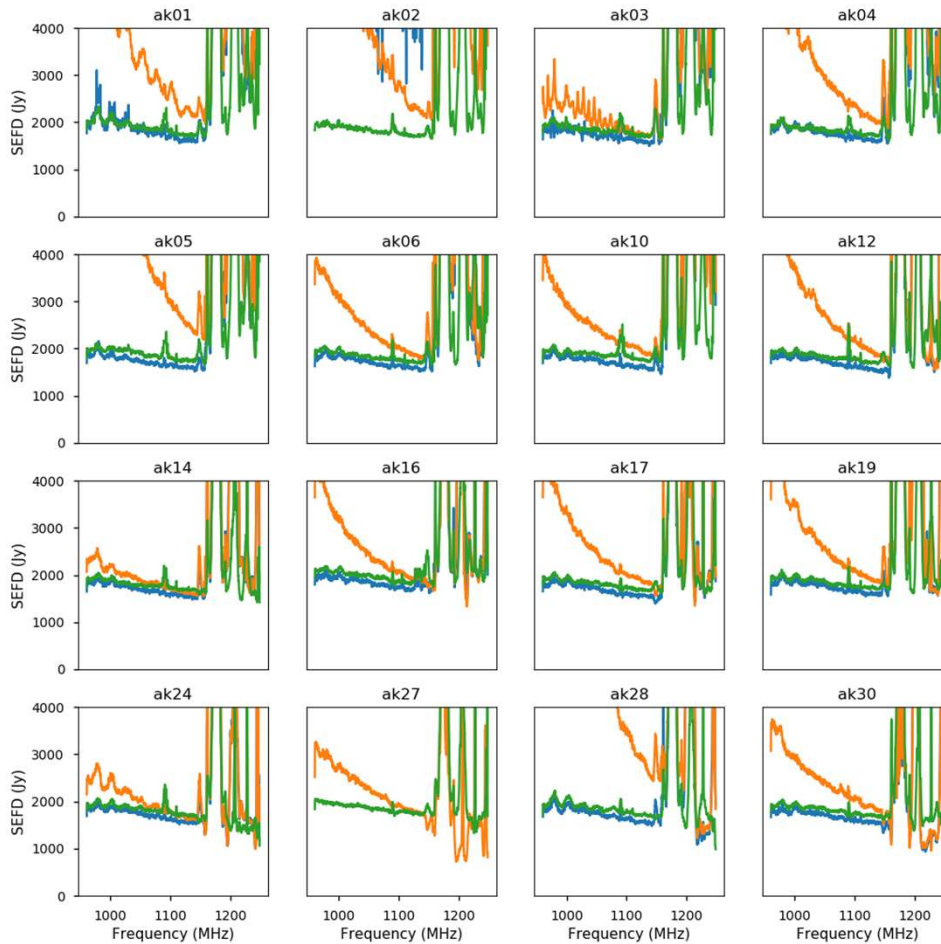 ak01 ak02 ak03 ak04
4000
3000
2000
1000
0
SEFD (Jy)
ak05 ak06 ak10 ak12
4000
3000
2000
1000
0
SEFD (Jy)
ak14 ak16 ak17 ak19
4000
3000
2000
1000
0
SEFD (Jy)
ak24 ak27 ak28 ak30
4000
3000
2000
1000
0
SEFD (Jy)
1000 1100 1200 1000 1100 1200 1000 1100 1200 1000 1100 1200
Frequency (MHz) Frequency (MHz) Frequency (MHz) Frequency (MHz)